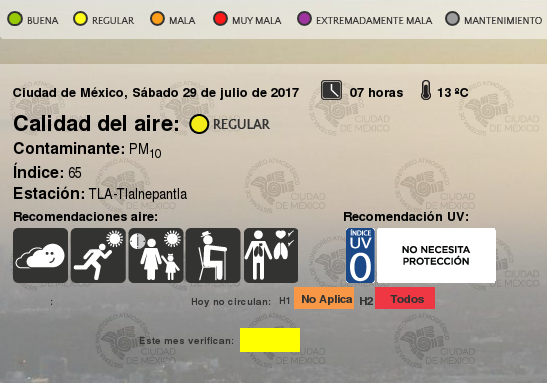 BUENA REGULAR MALA MUY MALA EXTREMADAMENTE MALA MANTENIMIENTO
Ciudad de México, Sábado 29 de julio de 2017 07 horas 13 ºC
Calidad del aire: REGULAR
Contaminante: PM10
Índice: 65
Estación: TLA-Tlalnepantla
Recomendaciones aire: Recomendación UV:
ÍNDICE UV 0
NO NECESITA
PROTECCIÓN
: Hoy no circulan: H1 No Aplica H2 Todos
Este mes verifican:
CIUDAD
DE MÉXICO